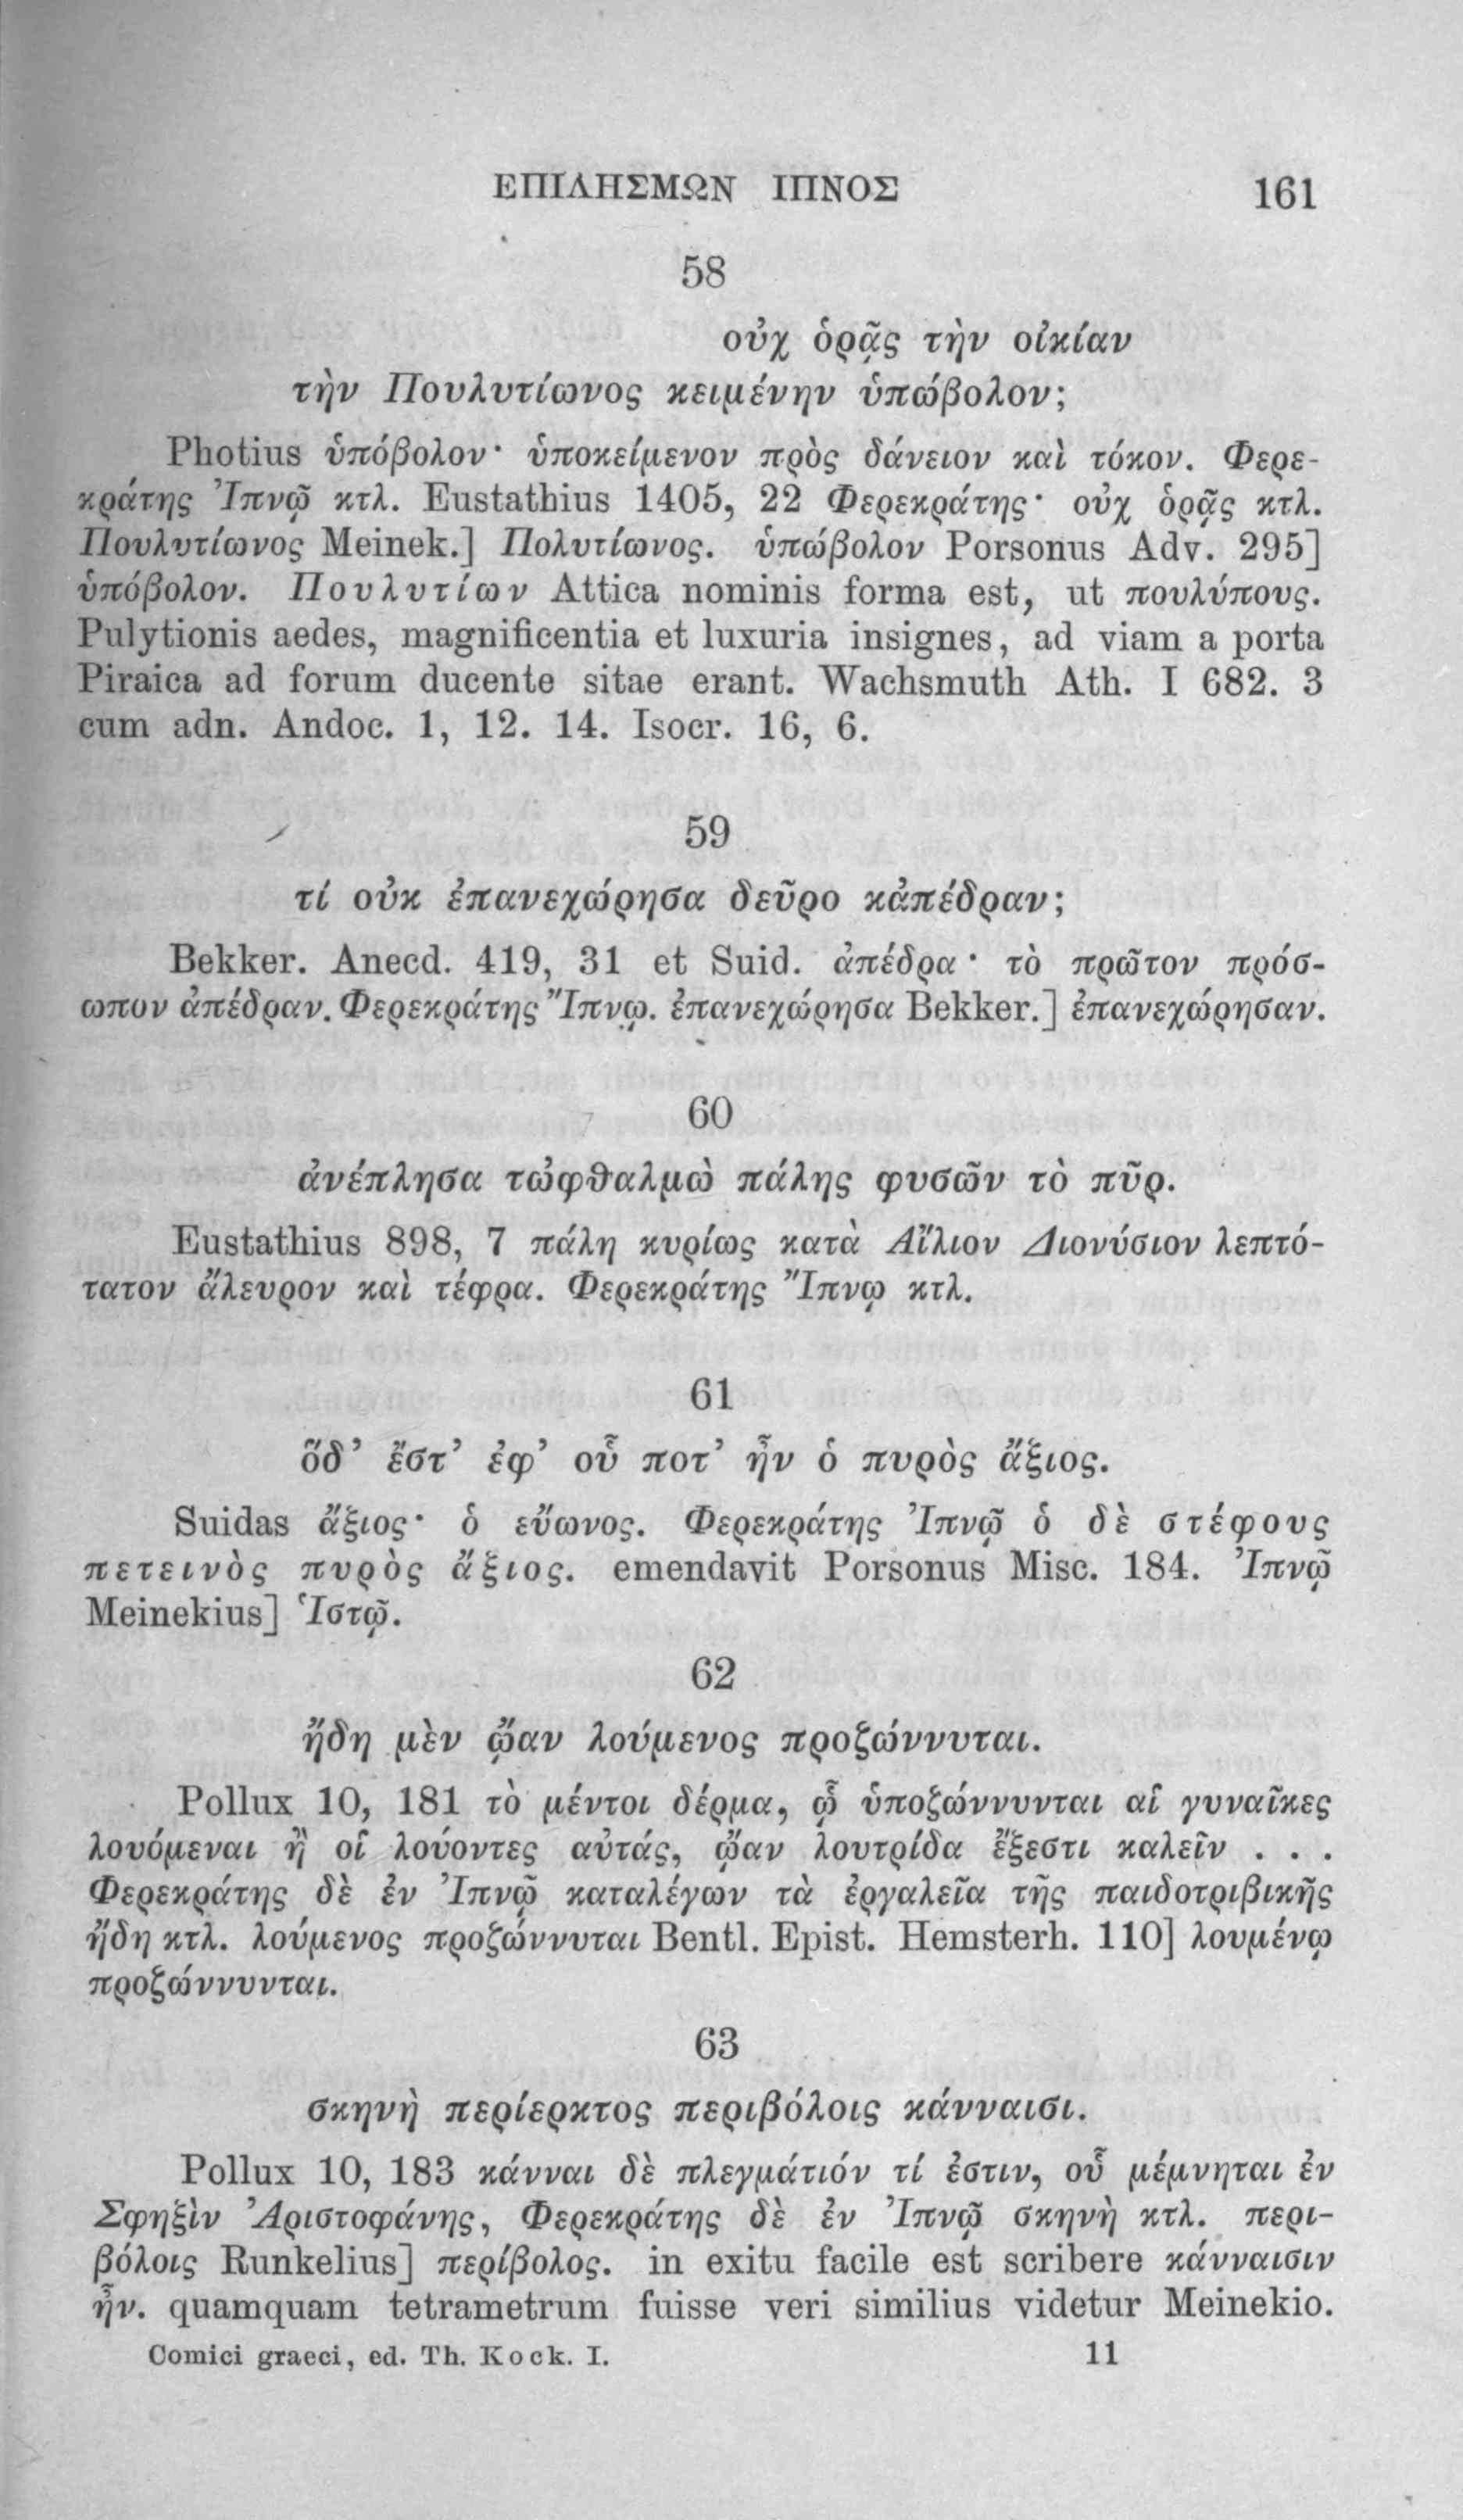 ΕΠΙΛΗΣΜΩΝ ΙΠΝΟΣ 161
58
οὐχ ὁρᾷς τὴν οἰκίαν
τὴν Πουλυτίωνος κειμένην ὑπώβολον;
Photius ὑπόβολον· ὑποκείμενον πρὸς δάνειον καὶ τόκον. Φερε-
κράτης Ἰπνῷ κτλ. Eustathius 1405, 22 Φερεκράτης· οὐχ ὁρᾷς κτλ.
Πουλυτίωνος Meinek.] Πολυτίωνος. ὑπώβολον Porsonus Adv. 295]
ὑπόβολον. Πουλυτίων Attica nominis forma est, ut πουλύπους.
Pulytionis aedes, magnificentia et luxuria insignes, ad viam a porta
Piraica ad forum ducente sitae erant. Wachsmuth Ath. I 682. 3
cum adn. Andoc. 1, 12. 14. Isocr. 16, 6.
59
τί οὐκ ἐπανεχώρησα δεῦρο κἀπέδραν;
Bekker. Anecd. 419, 31 et Suid. ἀπέδρα· τὸ πρῶτον πρόσ-
ωπον ἀπέδραν. Φερεκράτης Ἴπνῳ. ἐπανεχώρησα Bekker.] ἐπανεχώρησαν.
60
ἀνέπλησα τὠφθαλμὼ πάλης φυσῶν τὸ πῦρ.
Eustathius 898, 7 πάλη κυρίως κατὰ Αἴλιον Διονύσιον λεπτό-
τατον ἄλευρον καὶ τέφρα. Φερεκράτης Ἴπνῳ κτλ.
61
ὅδ’ ἔστ’ ἐφ’ οὗ ποτ’ ἦν ὁ πυρὸς ἄξιος.
Suidas ἄξιος· ὁ εὔωνος. Φερεκράτης Ἰπνῷ ὁ δὲ στέφους
πετεινὸς πυρὸς ἄξιος. emendavit Porsonus Misc. 184. Ἰπνῷ
Meinekius] Ἱστῷ.
62
ἤδη μὲν ᾤαν λούμενος προζώννυται.
Pollux 10, 181 τὸ μέντοι δέρμα, ᾧ ὑποζώννυνται αἱ γυναῖκες
λουόμεναι ἢ οἱ λούοντες αὐτάς, ᾤαν λουτρίδα ἔξεστι καλεῖν . . .
Φερεκράτης δὲ ἐν Ἰπνῷ καταλέγων τὰ ἐργαλεῖα τῆς παιδοτριβικῆς
ἤδη κτλ. λούμενος προζώννυται Bentl. Epist. Hemsterh. 110] λουμένῳ
προζώννυνται.
63
σκηνὴ περίερκτος περιβόλοις κάνναισι.
Pollux 10, 183 κάνναι δὲ πλεγμάτιόν τί ἐστιν, οὗ μέμνηται ἐν
Σφηξὶν Ἀριστοφάνης, Φερεκράτης δὲ ἐν Ἰπνῷ σκηνὴ κτλ. περι-
βόλοις Runkelius] περίβολος. in exitu facile est scribere κάνναισιν
ἦν. quamquam tetrametrum fuisse veri similius videtur Meinekio.
Comici graeci, ed. Th. Kock. I. 11